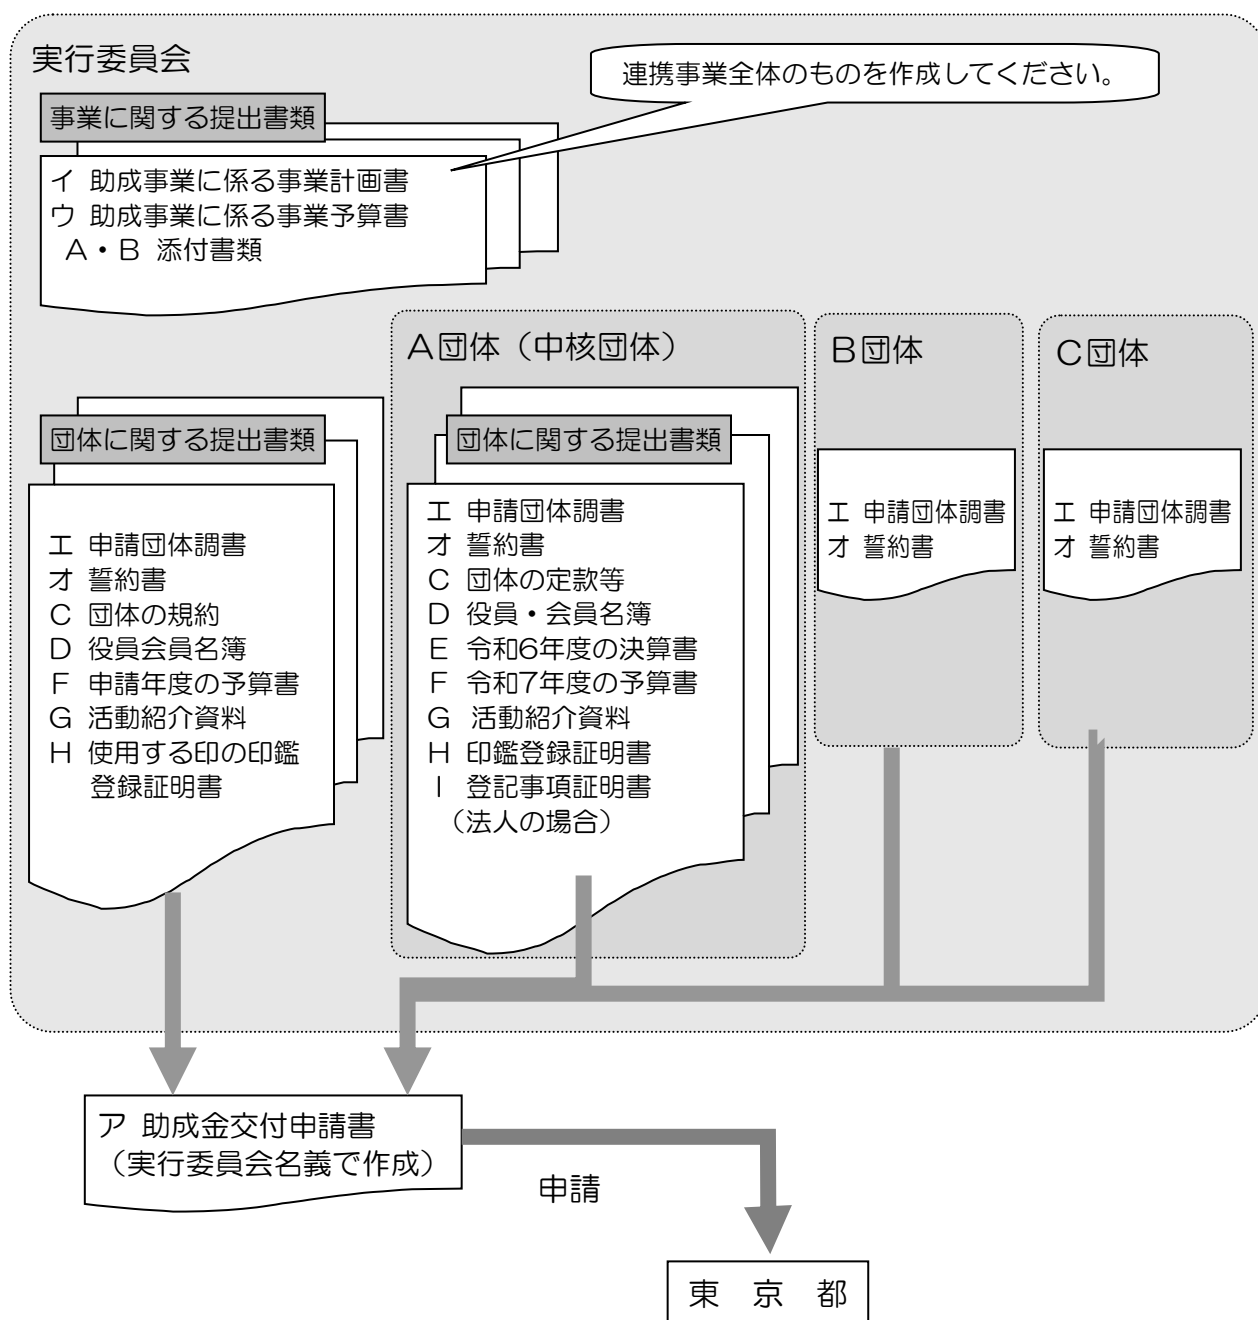 実行委員会
連携事業全体のものを作成してください。
事業に関する提出書類
イ 助成事業に係る事業計画書
ウ 助成事業に係る事業予算書
A・B 添付書類
A団体（中核団体）
B団体
C団体
団体に関する提出書類
エ 申請団体調書
オ 誓約書
C 団体の規約
D 役員会員名簿
F 申請年度の予算書
G 活動紹介資料
H 使用する印の印鑑
登録証明書
団体に関する提出書類
エ 申請団体調書
オ 誓約書
C 団体の定款等
D 役員・会員名簿
E 令和6年度の決算書
F 令和7年度の予算書
G 活動紹介資料
H 印鑑登録証明書
I 登記事項証明書
（法人の場合）
エ 申請団体調書
オ 誓約書
エ 申請団体調書
オ 誓約書
ア 助成金交付申請書
（実行委員会名義で作成）
申請
東 京 都